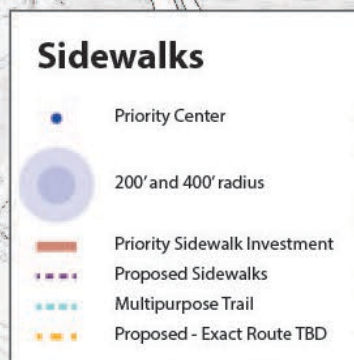 Sidewalks
Priority Center
200' and 400' radius
Priority Sidewalk Investment
Proposed Sidewalks
Multipurpose Trail
Proposed - Exact Route TBD